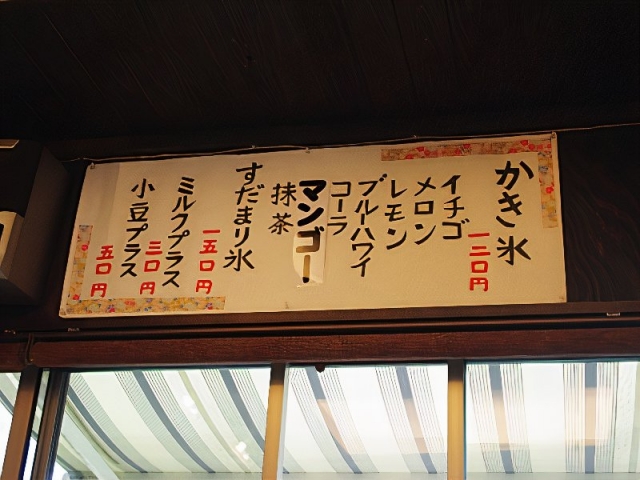 かき氷
一二〇円
イチゴ
メロン
レモン
ブルーハワイ
コーラ
マンゴー
抹茶
すだまり氷
一五〇円
ミルクプラス
三〇円
小豆プラス
五〇円